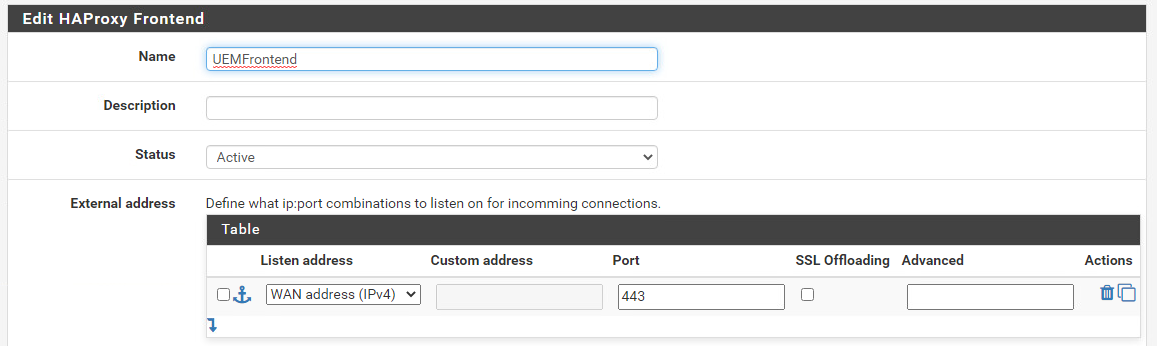 Edit HAProxy Frontend
Name
UEMFrontend
Description
Status
Active
External address
Define what ip:port combinations to listen on for incomming connections.
Table
Listen address Custom address Port SSL Offloading Advanced Actions
WAN address (IPv4) 443